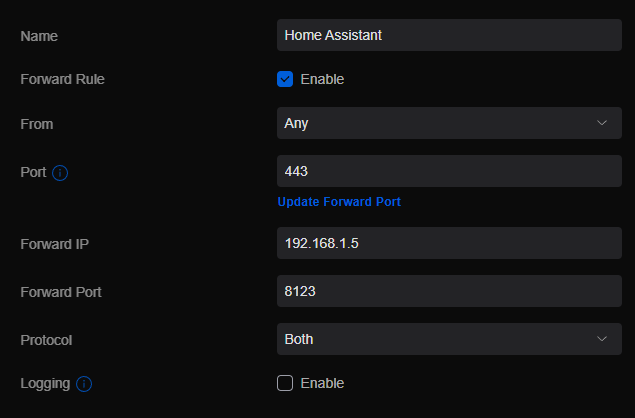 Name
Home Assistant
Forward Rule
Enable
From
Any
Port
443
Update Forward Port
Forward IP
192.168.1.5
Forward Port
8123
Protocol
Both
Logging
Enable